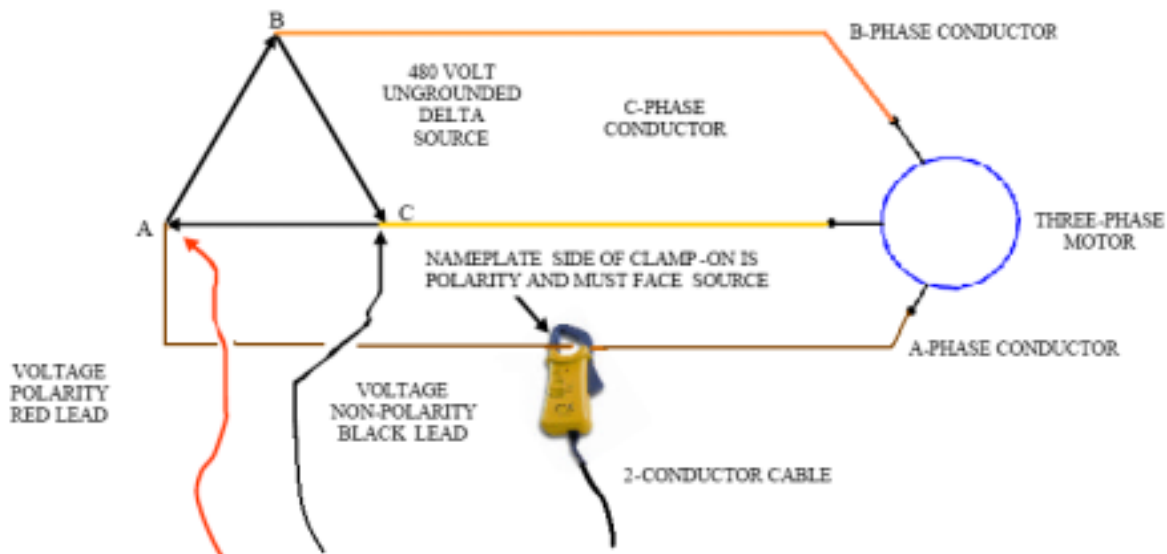 B
B-PHASE CONDUCTOR
480 VOLT
UNGROUNDED
DELTA
SOURCE
C-PHASE
CONDUCTOR
A
C
THREE-PHASE
MOTOR
NAMEPLATE SIDE OF CLAMP-ON IS
POLARITY AND MUST FACE SOURCE
A-PHASE CONDUCTOR
VOLTAGE
POLARITY
RED LEAD
VOLTAGE
NON-POLARITY
BLACK LEAD
2-CONDUCTOR CABLE